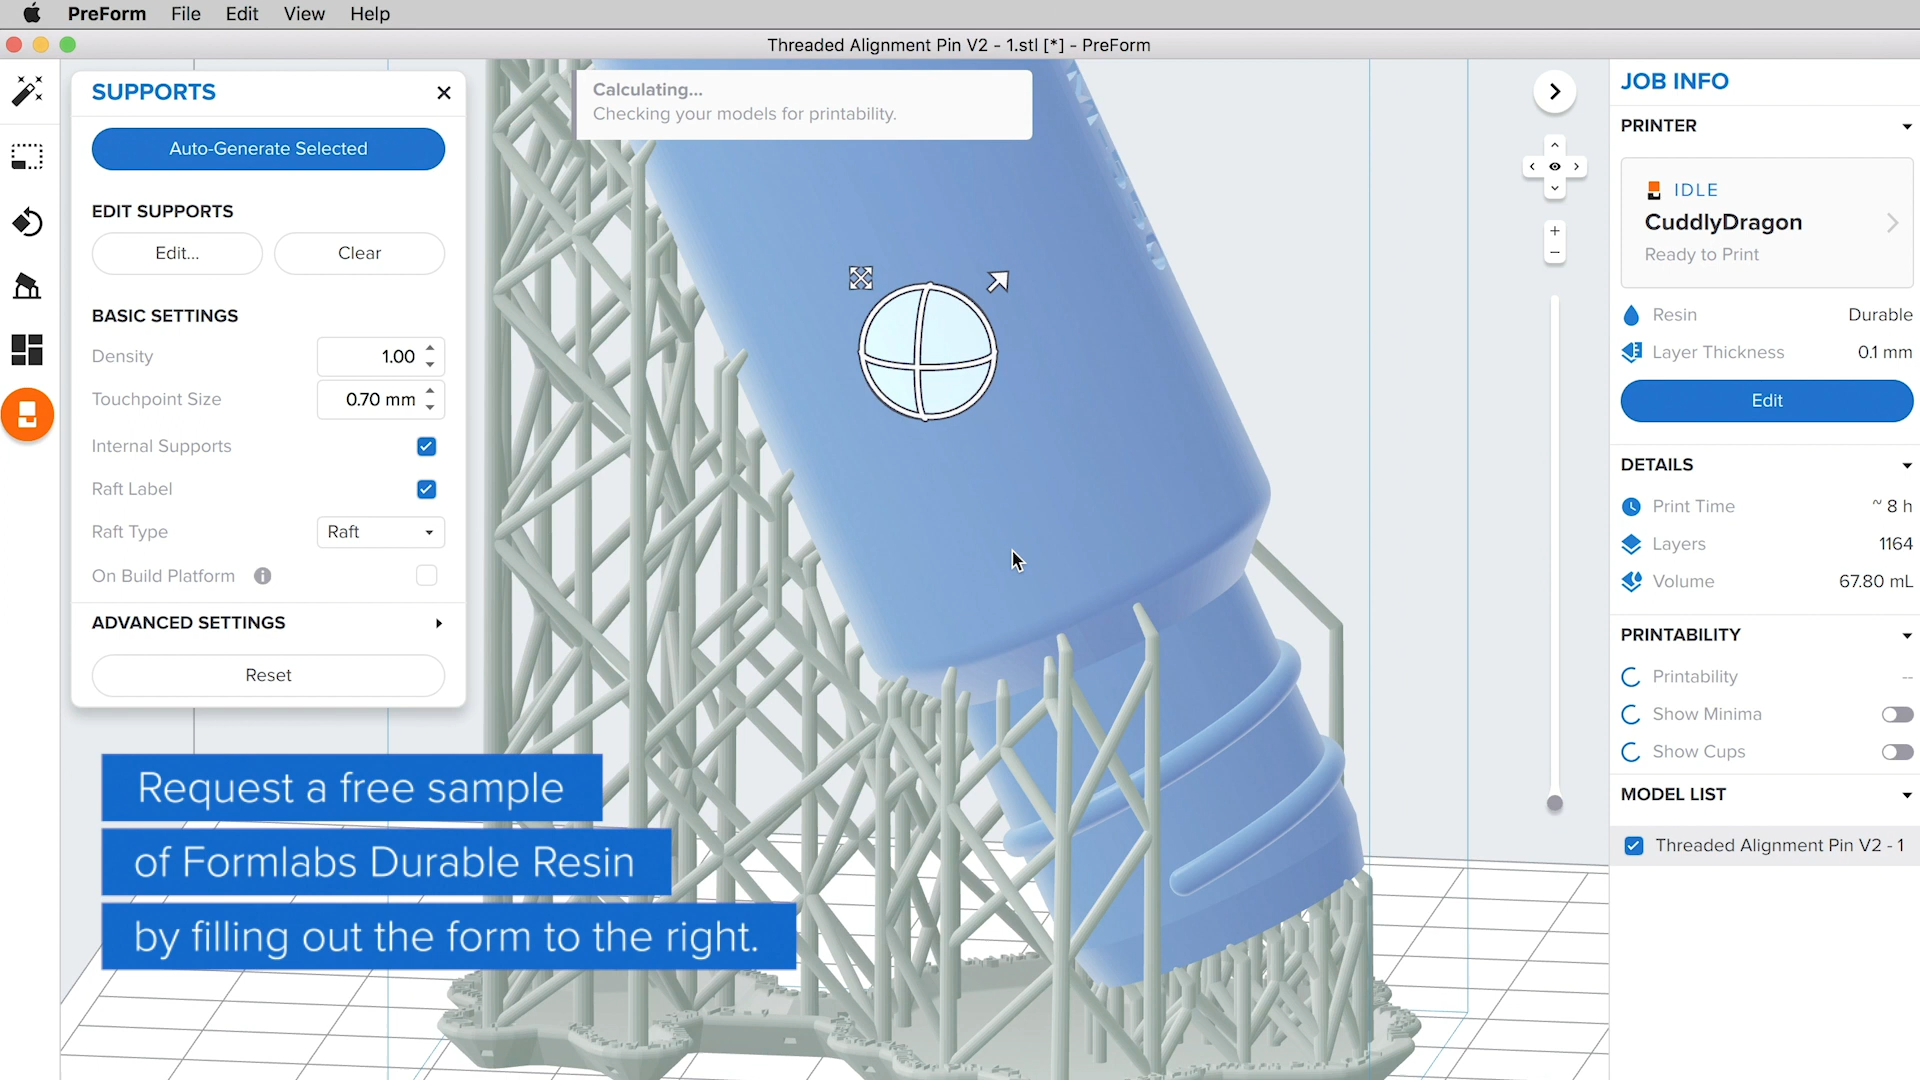 PreForm File Edit View Help
Threaded Alignment Pin V2 - 1.stl [*] - PreForm
SUPPORTS
Auto-Generate Selected
EDIT SUPPORTS
Edit... Clear
BASIC SETTINGS
Density 1.00
Touchpoint Size 0.70 mm
Internal Supports
Raft Label
Raft Type Raft
On Build Platform
ADVANCED SETTINGS
Reset
Calculating...
Checking your models for printability.
Request a free sample
of Formlabs Durable Resin
by filling out the form to the right.
JOB INFO
PRINTER
IDLE
CuddlyDragon
Ready to Print
Resin Durable
Layer Thickness 0.1 mm
Edit
DETAILS
Print Time ~ 8 h
Layers 1164
Volume 67.80 mL
PRINTABILITY
Printability --
Show Minima
Show Cups
MODEL LIST
Threaded Alignment Pin V2 - 1